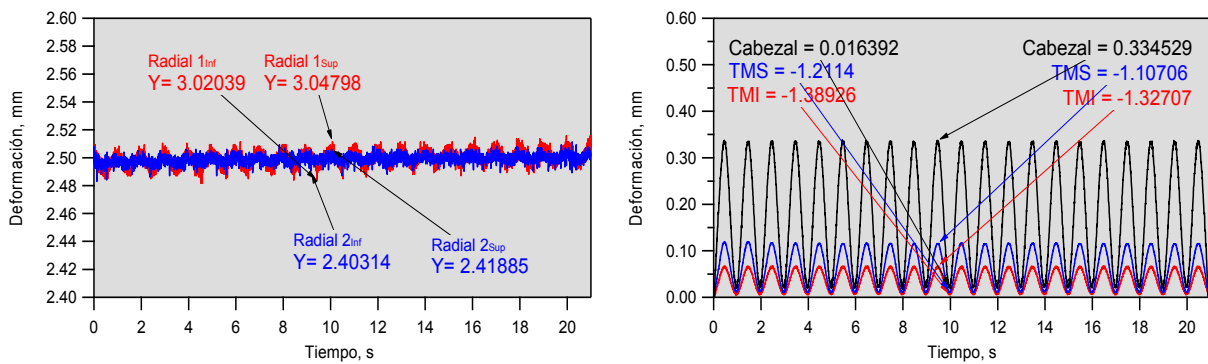 2.60
2.58
2.56
2.54
2.52
2.50
2.48
2.46
2.44
2.42
2.40
Deformación, mm
Radial 1Inf
Y= 3.02039
Radial 1Sup
Y= 3.04798
Radial 2Inf
Y= 2.40314
Radial 2Sup
Y= 2.41885
0 2 4 6 8 10 12 14 16 18 20
Tiempo, s
0.60
0.50
0.40
0.30
0.20
0.10
0.00
Deformación, mm
Cabezal = 0.016392
TMS = -1.2114
TMI = -1.38926
Cabezal = 0.334529
TMS = -1.10706
TMI = -1.32707
0 2 4 6 8 10 12 14 16 18 20
Tiempo, s